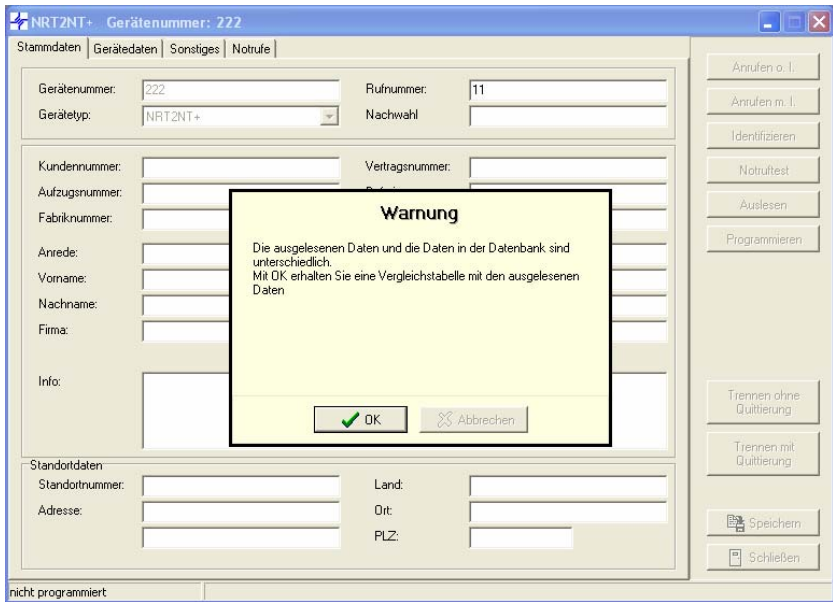 NRT2NT+ Gerätenummer: 222
Stammdaten Gerätedaten Sonstiges Notrufe
Gerätenummer: 222 Rufnummer: 11
Gerätetyp: NRT2NT+ Nachwahl
Kundennummer: Vertragsnummer:
Aufzugsnummer:
Fabriknummer:
Anrede:
Vorname:
Nachname:
Firma:
Info:
Warnung
Die ausgelesenen Daten und die Daten in der Datenbank sind
unterschiedlich.
Mit OK erhalten Sie eine Vergleichstabelle mit den ausgelesenen
Daten
OK Abbrechen
Standortdaten
Standortnummer: Land:
Adresse: Ort:
PLZ:
Anrufen o. I.
Anrufen m. I.
Identifizieren
Notruftest
Auslesen
Programmieren
Trennen ohne
Quittierung
Trennen mit
Quittierung
Speichern
Schließen
nicht programmiert